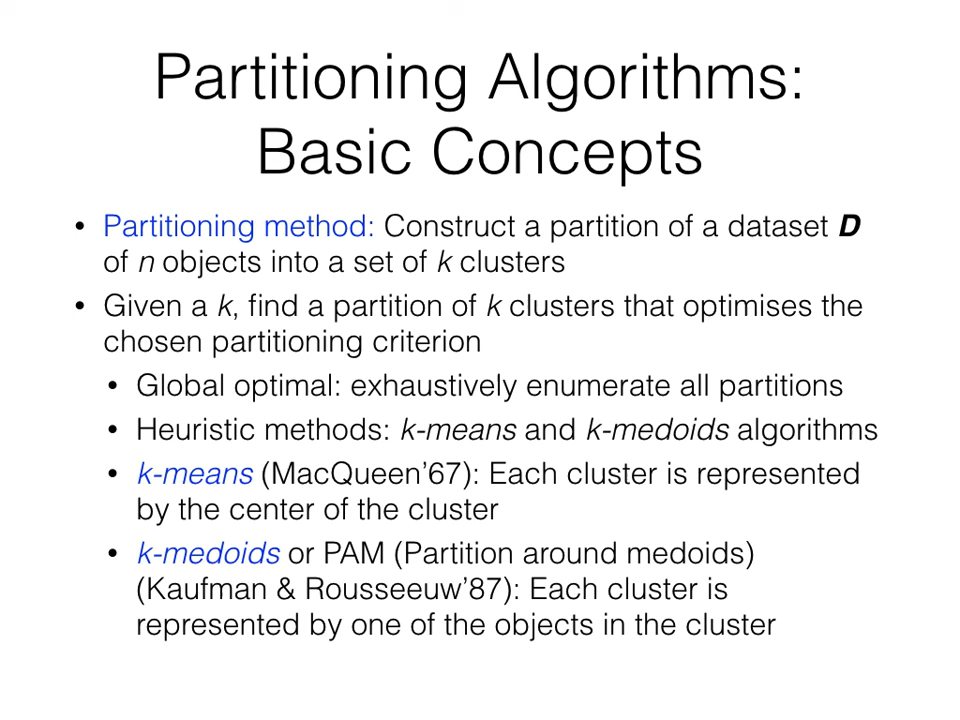 Partitioning Algorithms:
Basic Concepts
• Partitioning method: Construct a partition of a dataset D
of n objects into a set of k clusters
• Given a k, find a partition of k clusters that optimises the
chosen partitioning criterion
• Global optimal: exhaustively enumerate all partitions
• Heuristic methods: k-means and k-medoids algorithms
• k-means (MacQueen’67): Each cluster is represented
by the center of the cluster
• k-medoids or PAM (Partition around medoids)
(Kaufman & Rousseeuw’87): Each cluster is
represented by one of the objects in the cluster